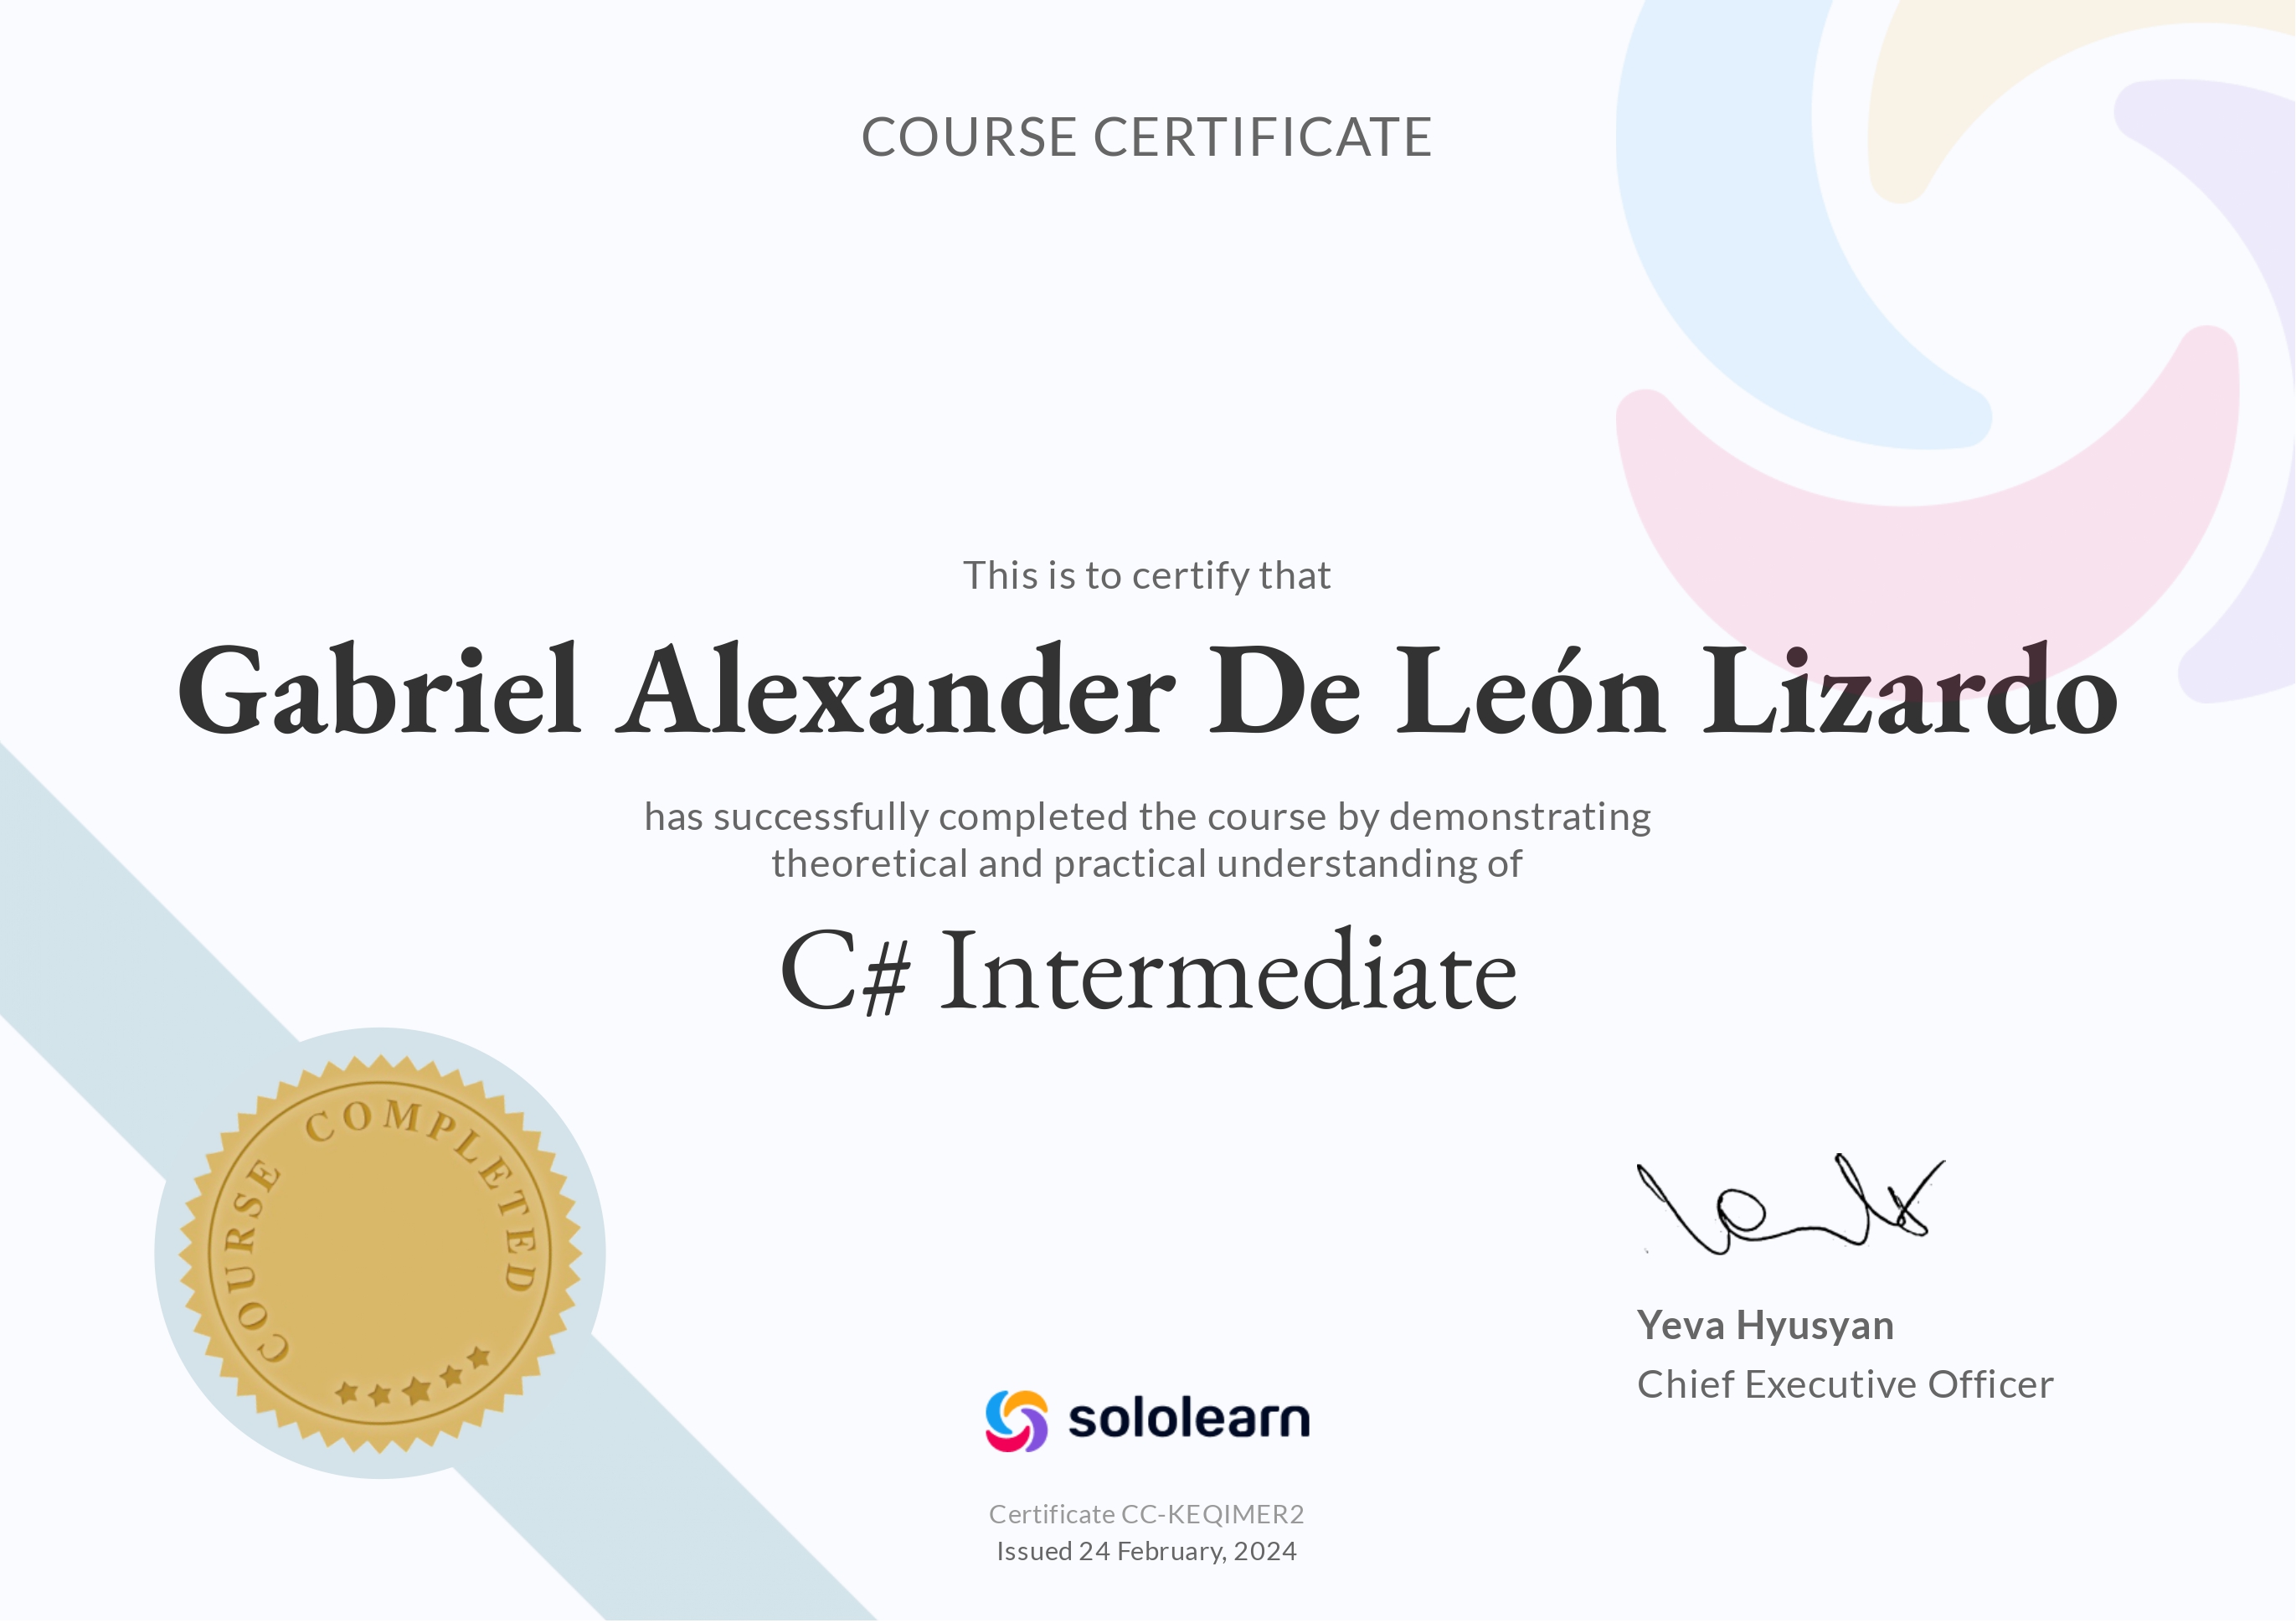 COURSE CERTIFICATE
This is to certify that
Gabriel Alexander De León Lizardo
has successfully completed the course by demonstrating
theoretical and practical understanding of
C# Intermediate
COURSE COMPLETED
Yeva Hyusyan
Chief Executive Officer
sololearn
Certificate CC-KEQIMER2
Issued 24 February, 2024